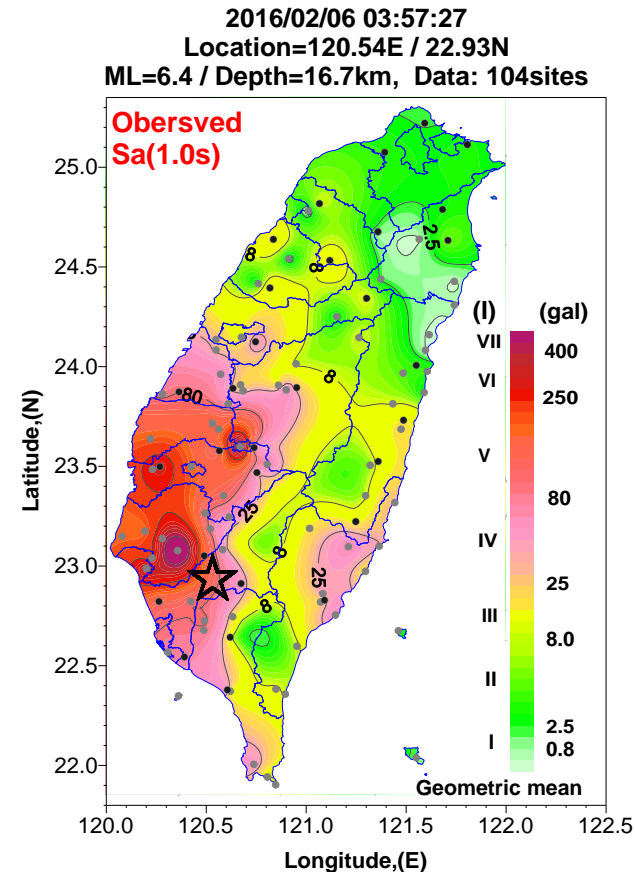 2016/02/06 03:57:27
Location=120.54E / 22.93N
ML=6.4 / Depth=16.7km, Data: 104sites
Obersved
Sa(1.0s)
25.0
24.5
24.0
23.5
23.0
22.5
22.0
Latitude,(N)
2.5
8
8
8
80
25
8
25
8
(I) (gal)
VII
400
VI
250
V
80
IV
25
III
8.0
II
2.5
I
0.8
Geometric mean
120.0 120.5 121.0 121.5 122.0 122.5
Longitude,(E)